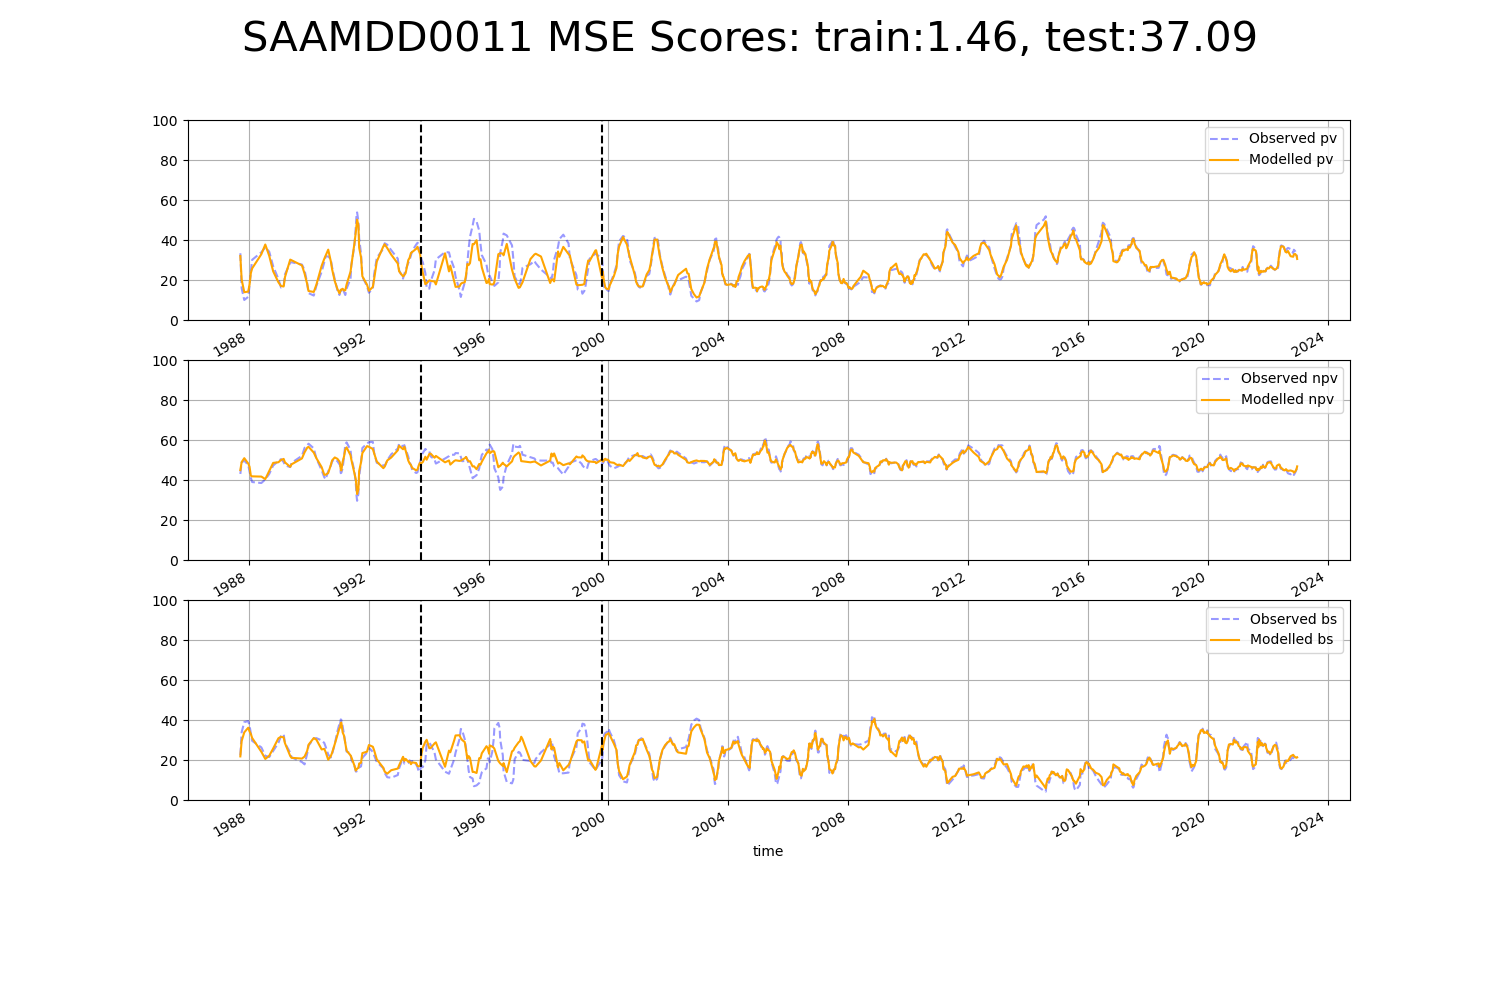 SAAMDD0011 MSE Scores: train:1.46, test:37.09
100
80
60
40
20
0
Observed pv
Modelled pv
1988 1992 1996 2000 2004 2008 2012 2016 2020 2024
100
80
60
40
20
0
Observed npv
Modelled npv
1988 1992 1996 2000 2004 2008 2012 2016 2020 2024
100
80
60
40
20
0
Observed bs
Modelled bs
1988 1992 1996 2000 2004 2008 2012 2016 2020 2024
time